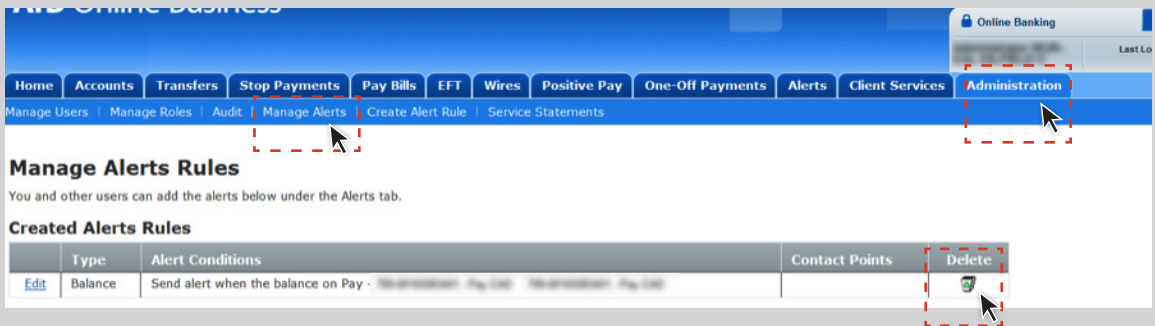 Online Business
Online Banking
Last Lo
Home Accounts Transfers Stop Payments Pay Bills EFT Wires Positive Pay One-Off Payments Alerts Client Services Administration
Manage Users | Manage Roles | Audit | Manage Alerts | Create Alert Rule | Service Statements
Manage Alerts Rules
You and other users can add the alerts below under the Alerts tab.
Created Alerts Rules
Type Alert Conditions Contact Points Delete
Edit Balance Send alert when the balance on Pay -